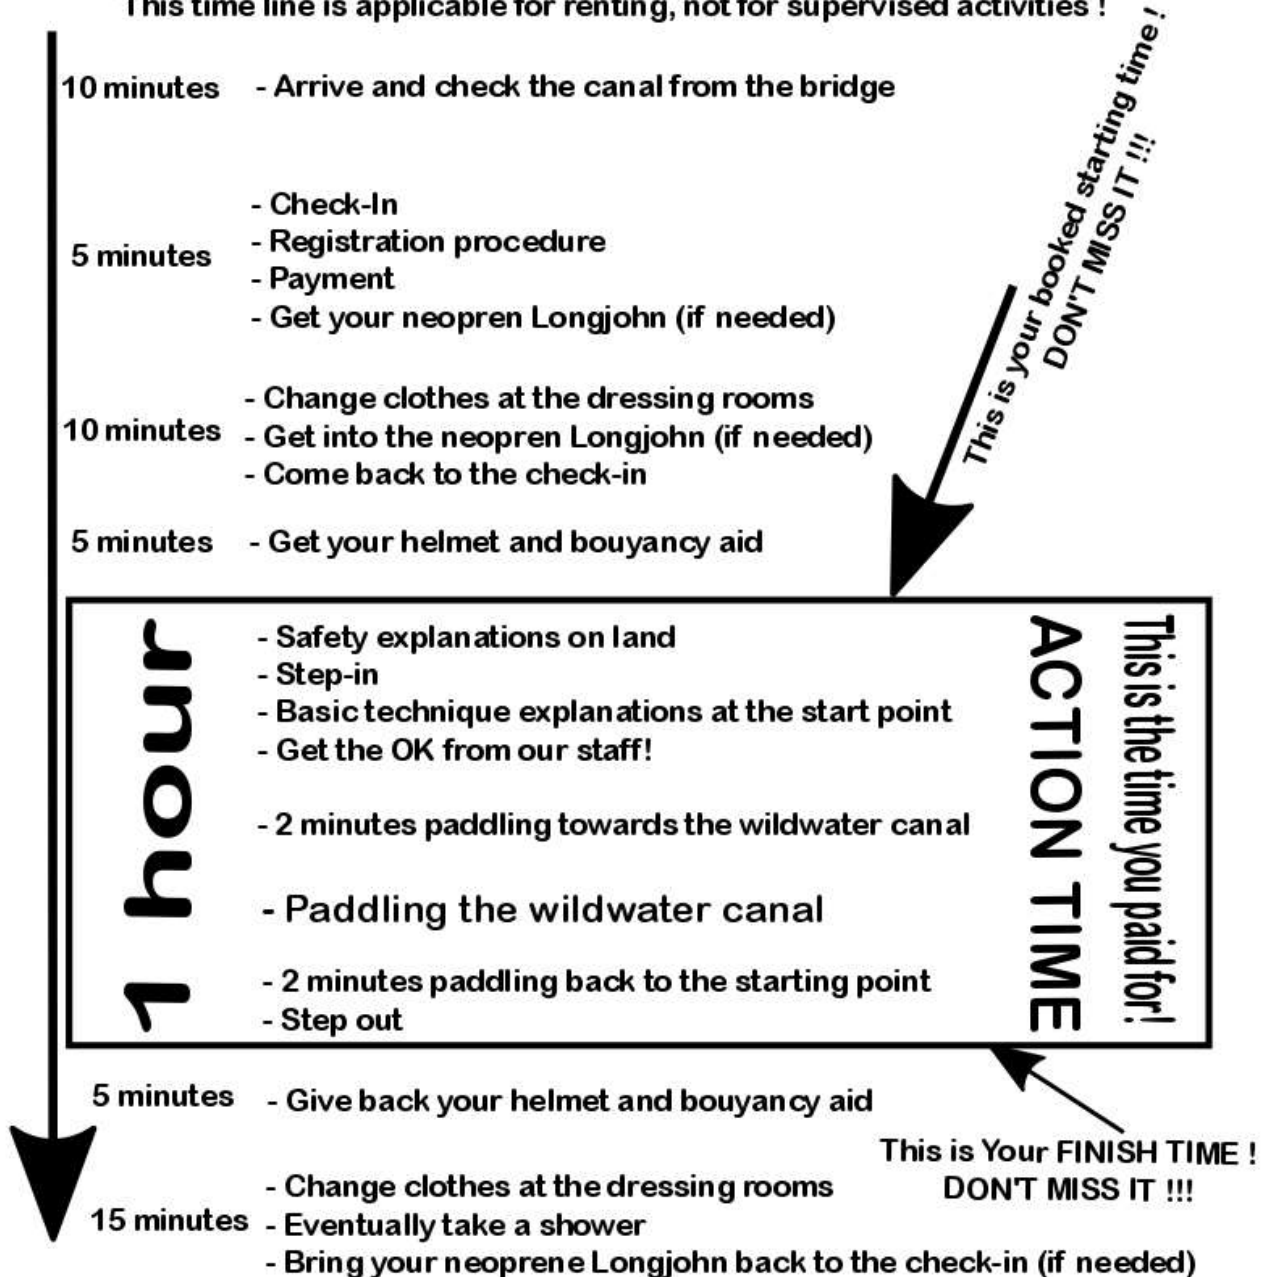 This time line is applicable for renting, not for supervised activities !
10 minutes - Arrive and check the canal from the bridge
- Check-In
- Registration procedure
5 minutes
- Payment
- Get your neopren Longjohn (if needed)
- Change clothes at the dressing rooms
10 minutes - Get into the neopren Longjohn (if needed)
- Come back to the check-in
5 minutes - Get your helmet and bouyancy aid
This is your booked starting time !
DON'T MISS IT !!!
1 hour
- Safety explanations on land
- Step-in
- Basic technique explanations at the start point
- Get the OK from our staff!
- 2 minutes paddling towards the wildwater canal
- Paddling the wildwater canal
- 2 minutes paddling back to the starting point
- Step out
ACTION TIME
This is the time you paid for!
5 minutes - Give back your helmet and bouyancy aid
This is Your FINISH TIME !
DON'T MISS IT !!!
- Change clothes at the dressing rooms
15 minutes - Eventually take a shower
- Bring your neoprene Longjohn back to the check-in (if needed)